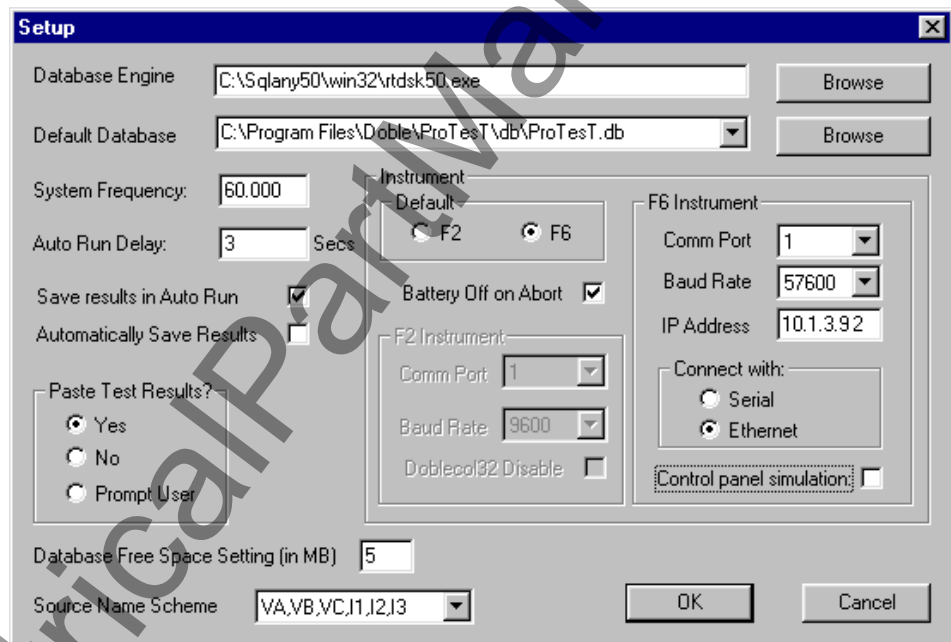 Setup
Database Engine C:\Sqlany50\win32\rtdsk50.exe Browse
Default Database C:\Program Files\Doble\ProTesT\db\ProTesT.db Browse
System Frequency: 60.000
Auto Run Delay: 3 Secs
Save results in Auto Run
Automatically Save Results
Paste Test Results?
Yes
No
Prompt User
Instrument
Default
F2 F6
Battery Off on Abort
F2 Instrument
Comm Port 1
Baud Rate 9600
Doblecol32 Disable
F6 Instrument
Comm Port 1
Baud Rate 57600
IP Address 10.1.3.92
Connect with:
Serial
Ethernet
Control panel simulation:
Database Free Space Setting (in MB) 5
Source Name Scheme VA,VB,VC,I1,I2,I3
OK Cancel